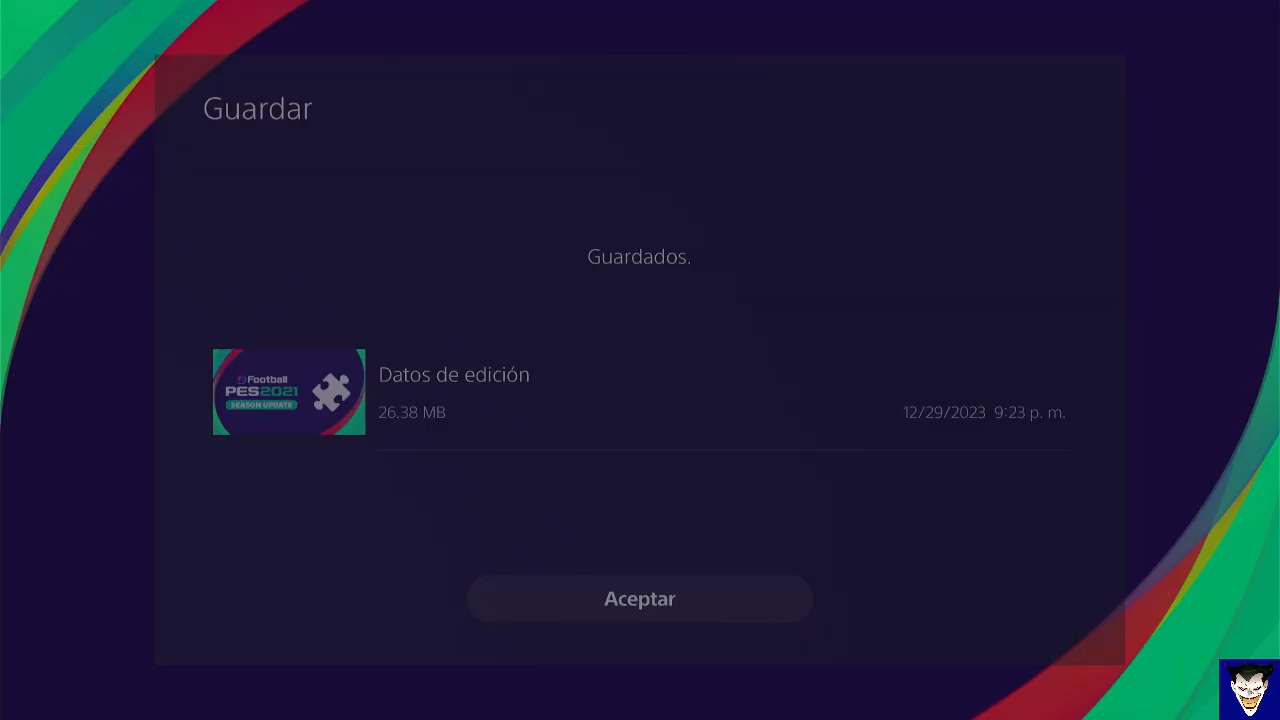 Guardar
Guardados.
eFootball
PES2021
SEASON UPDATE
Datos de edición
26.38 MB
12/29/2023 9:23 p. m.
Aceptar